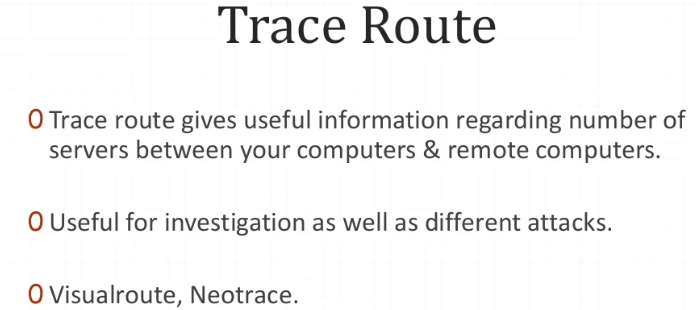 Trace Route
O Trace route gives useful information regarding number of
servers between your computers & remote computers.
O Useful for investigation as well as different attacks.
O Visualroute, Neotrace.